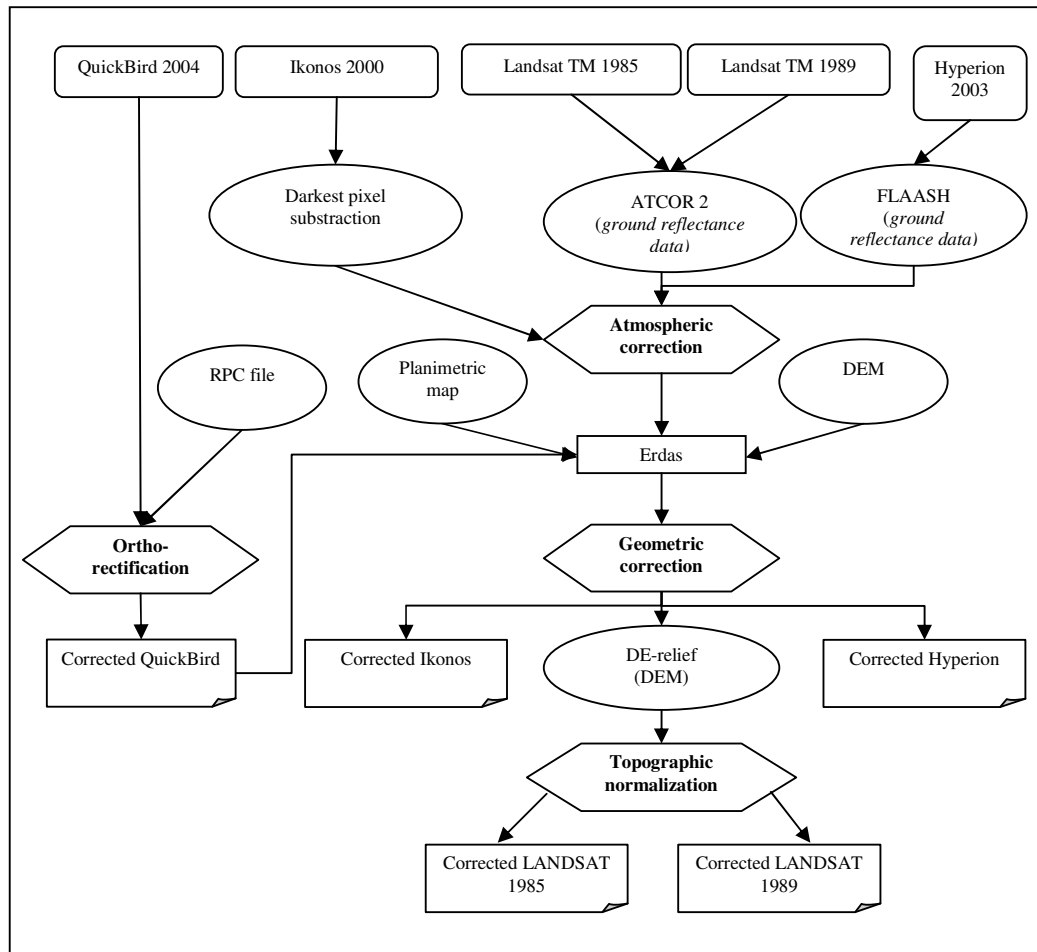 QuickBird 2004
Ikonos 2000
Landsat TM 1985
Landsat TM 1989
Hyperion
2003
Darkest pixel
substraction
ATCOR 2
(ground reflectance
data)
FLAASH
(ground
reflectance data)
Atmospheric
correction
RPC file
Planimetric
map
DEM
Erdas
Ortho-
rectification
Geometric
correction
Corrected QuickBird
Corrected Ikonos
DE-relief
(DEM)
Corrected Hyperion
Topographic
normalization
Corrected LANDSAT
1985
Corrected LANDSAT
1989